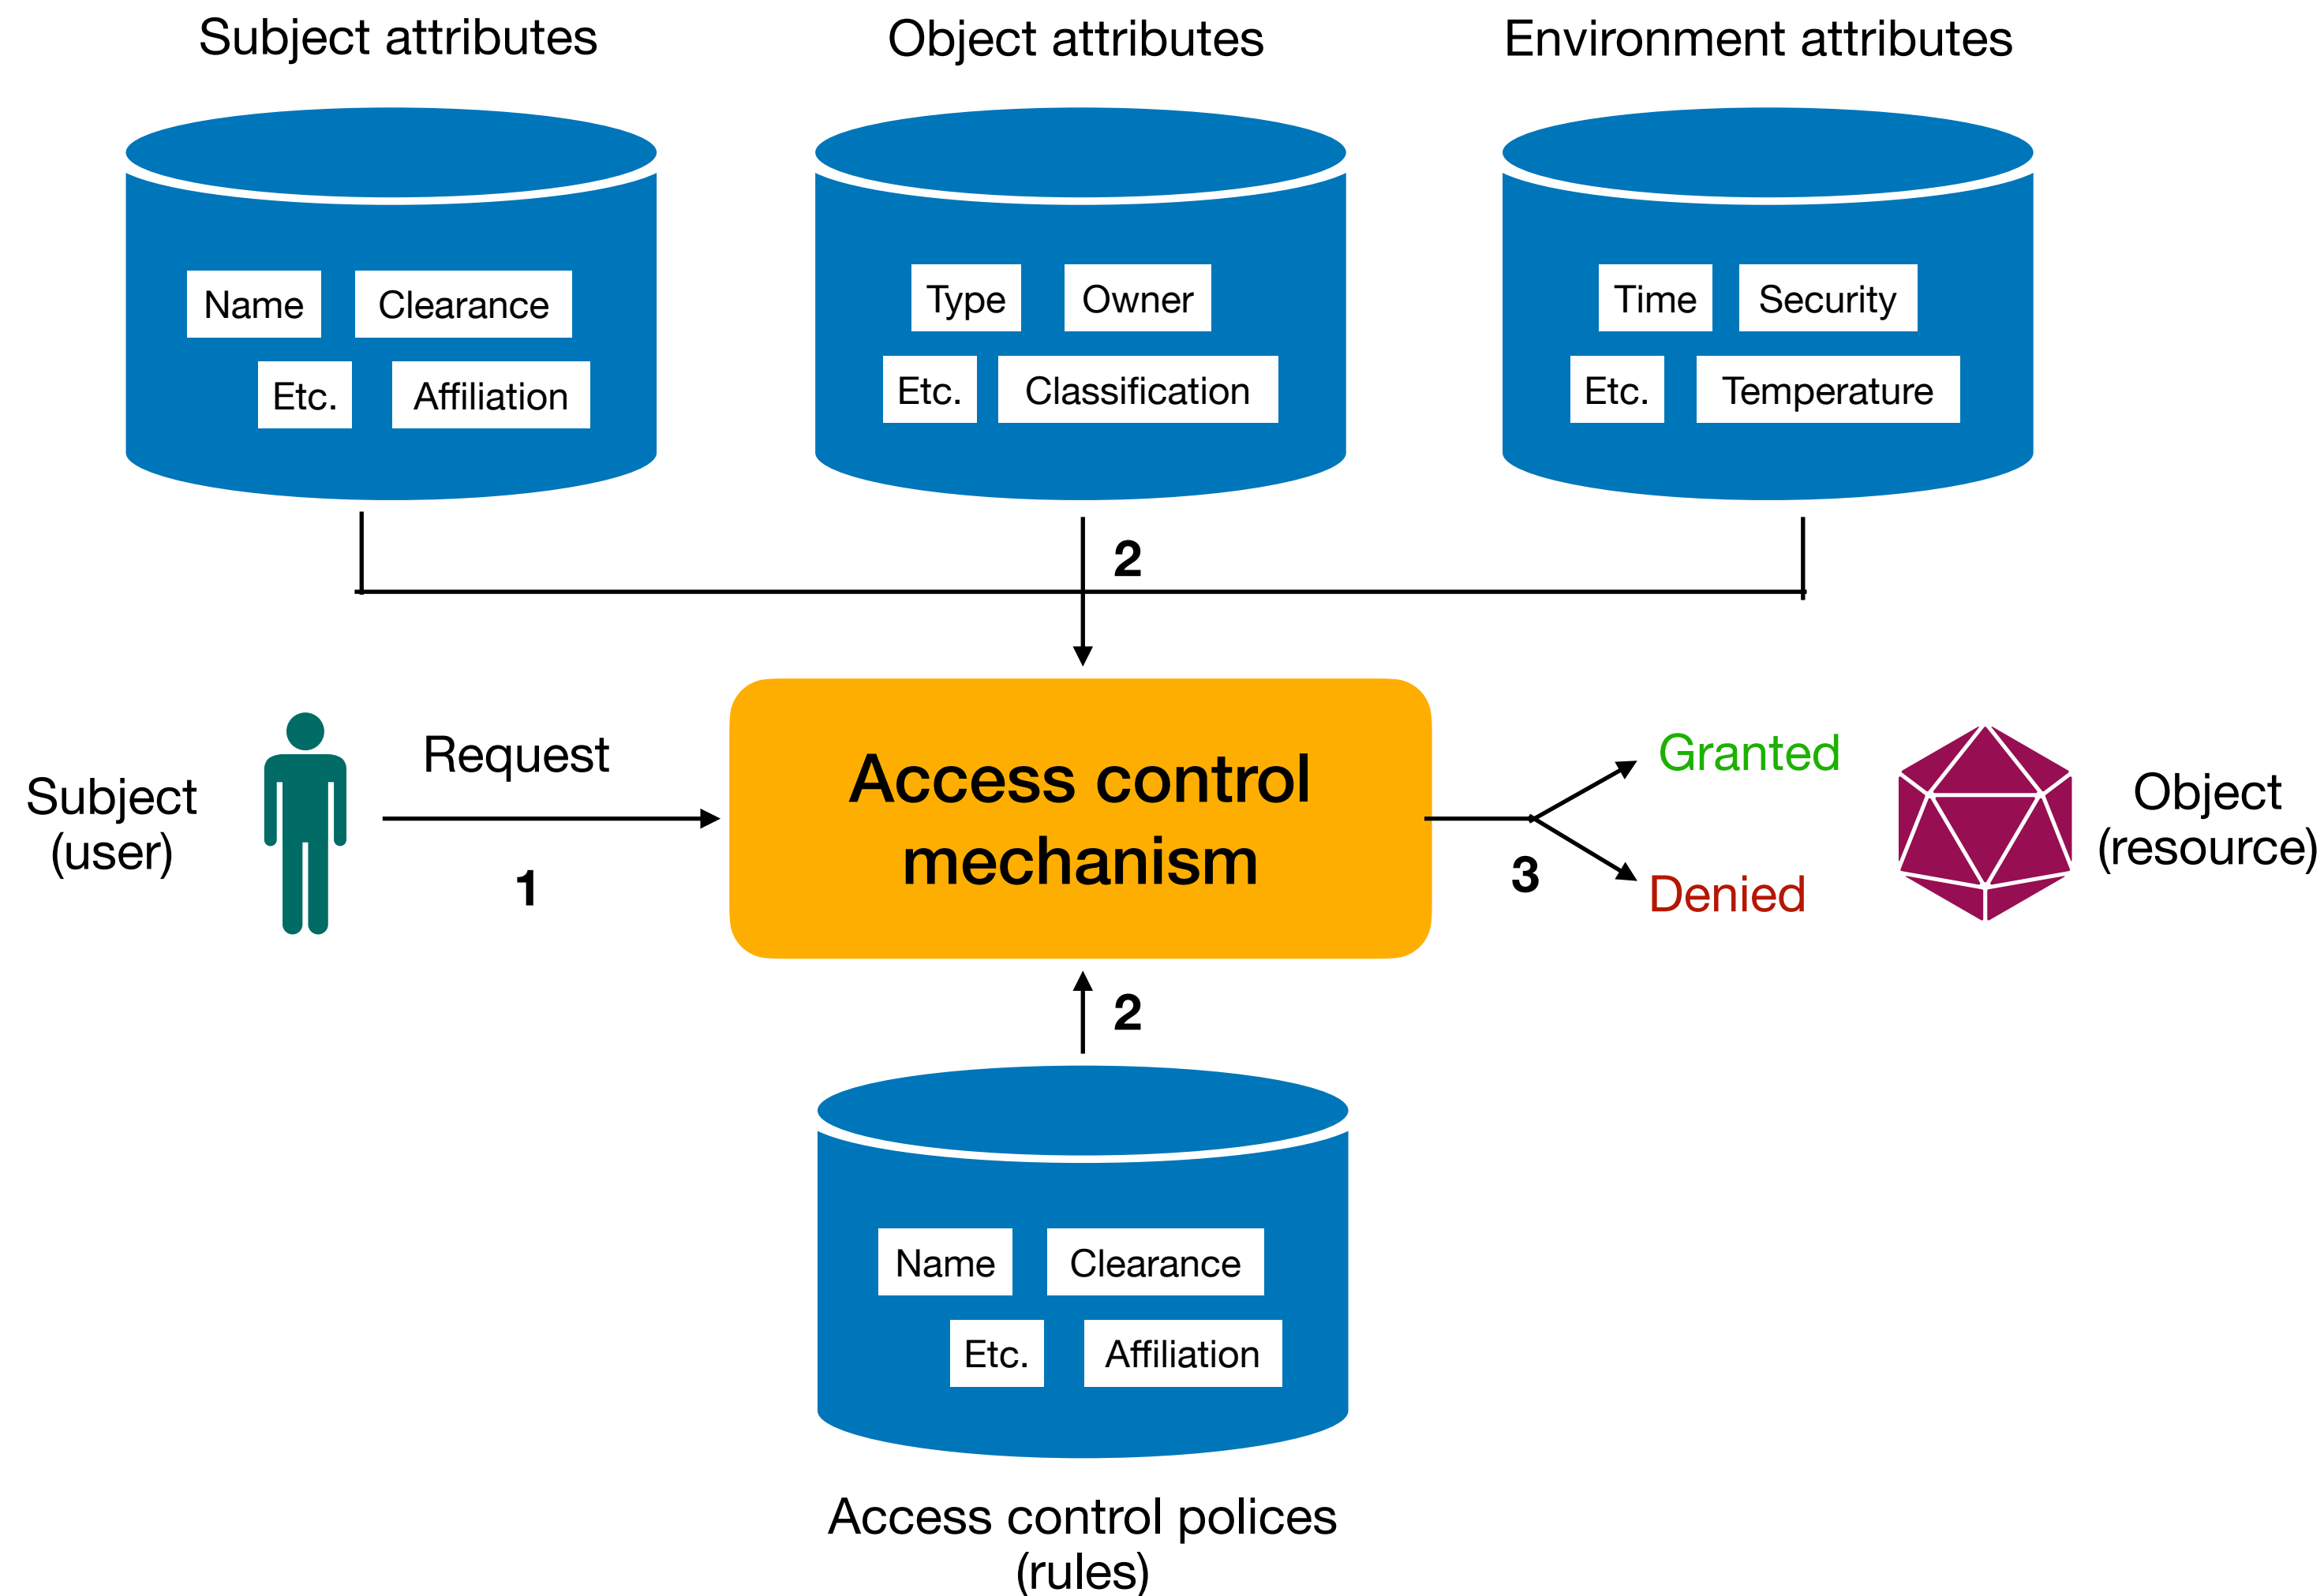 Subject attributes
Object attributes
Environment attributes
Name
Clearance
Etc.
Affiliation
Type
Owner
Etc.
Classification
Time
Security
Etc.
Temperature
2
Subject
(user)
Request
1
Access control
mechanism
3
Granted
Denied
Object
(resource)
2
Name
Clearance
Etc.
Affiliation
Access control polices
(rules)